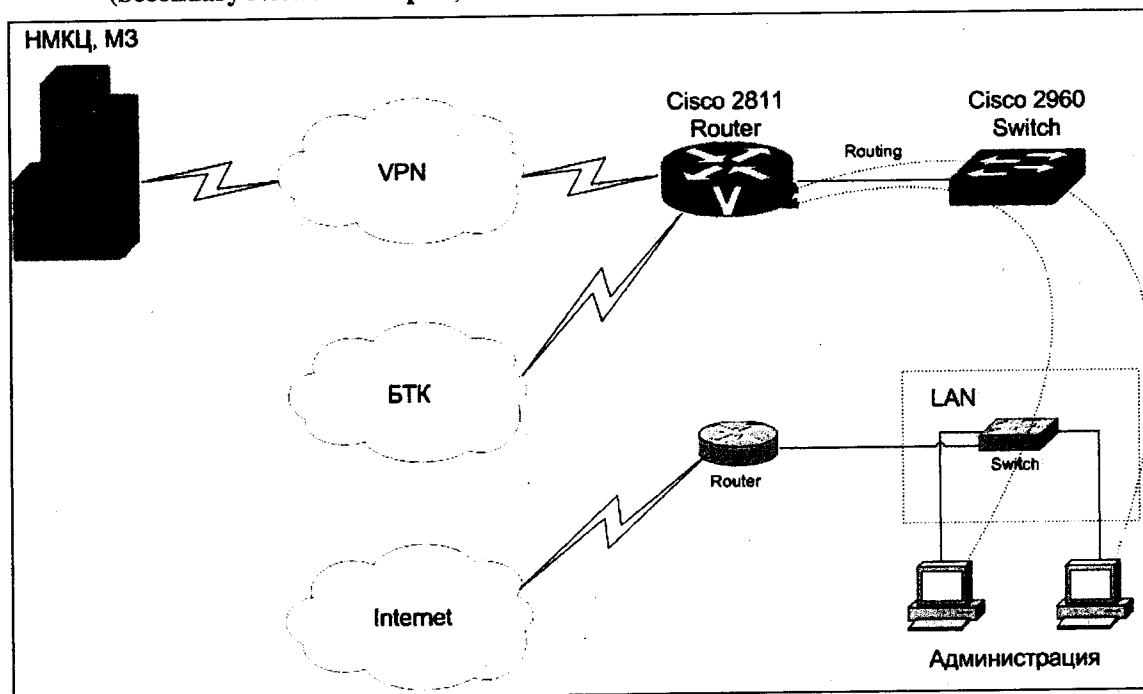 НМКЦ, МЗ
Cisco 2811
Router
Cisco 2960
Switch
VPN
Routing
V
БТК
LAN
Switch
Router
Internet
Администрация